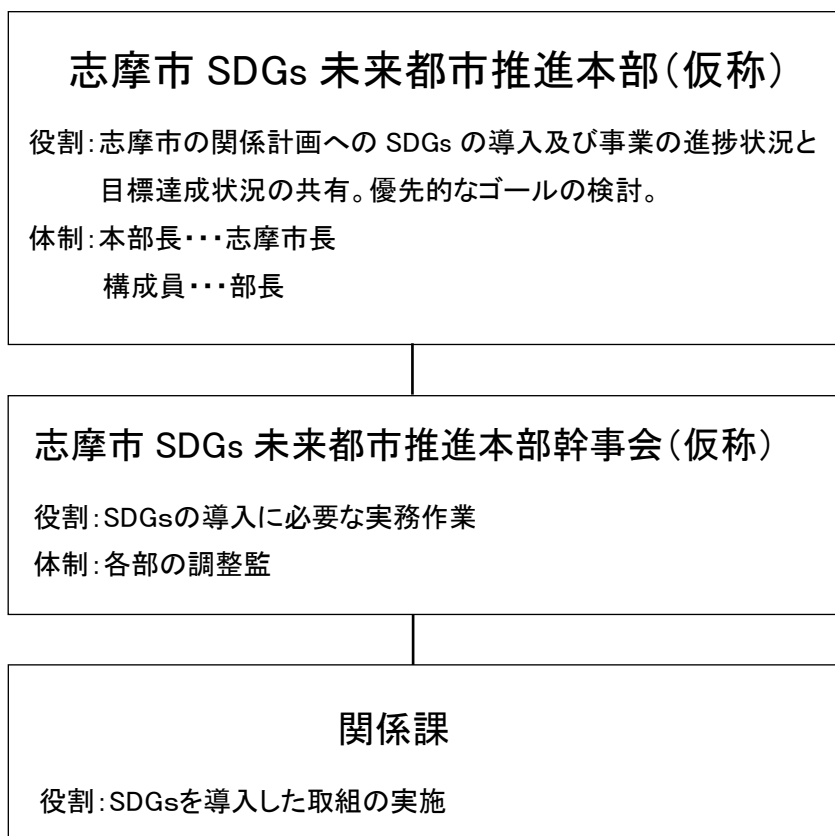 志摩市 SDGs 未来都市推進本部（仮称）
役割：志摩市の関係計画への SDGs の導入及び事業の進捗状況と
目標達成状況の共有。優先的なゴールの検討。
体制：本部長・・・志摩市長
構成員・・・部長
志摩市 SDGs 未来都市推進本部幹事会（仮称）
役割：SDGsの導入に必要な実務作業
体制：各部の調整監
関係課
役割：SDGsを導入した取組の実施